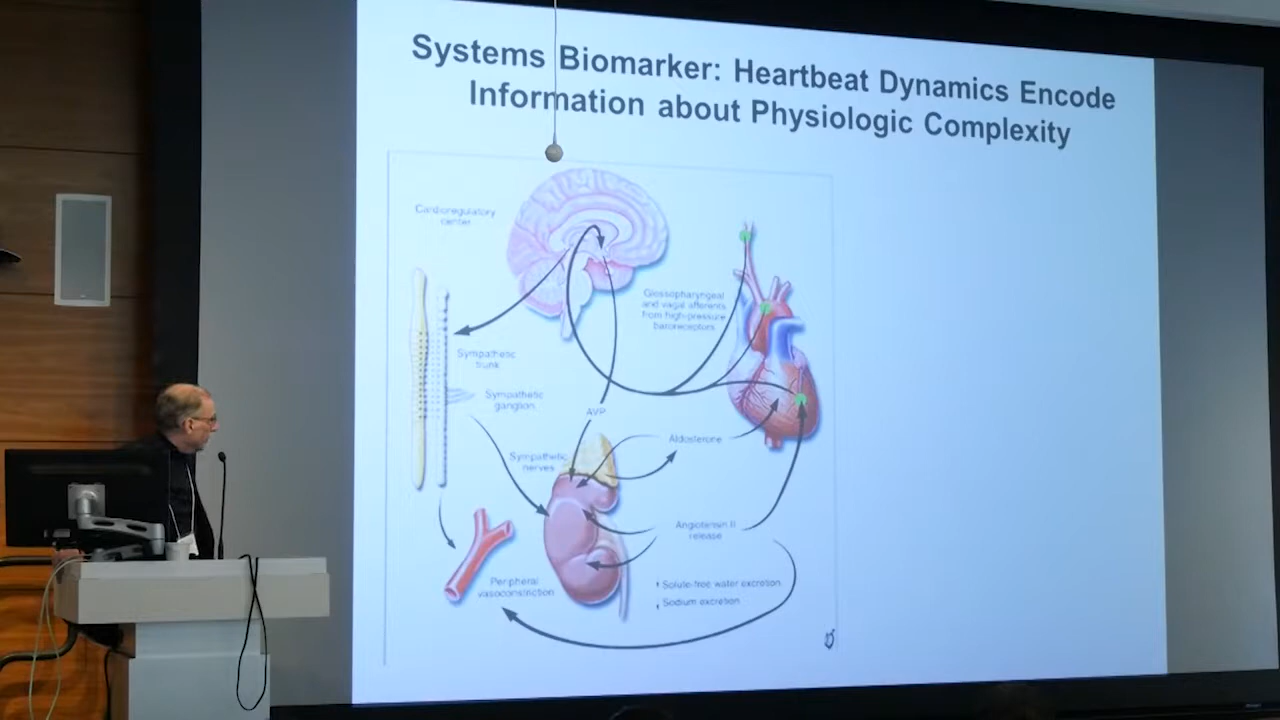 Systems Biomarker: Heartbeat Dynamics Encode
Information about Physiologic Complexity
Cardioregulatory
center
Glossopharyngeal
and vagal afferents
from high-pressure
baroreceptors
Sympathetic
trunk
Sympathetic
ganglion
AVP
Aldosterone
Sympathetic
nerves
Angiotensin II
release
Peripheral
vasoconstriction
Solute-free water excretion
Sodium excretion